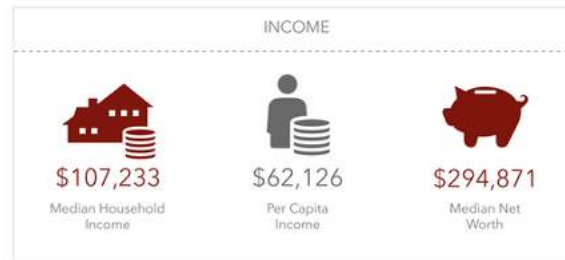 INCOME
$107,233
$62,126
$294,871
Median Household
Income
Per Capita
Income
Median Net
Worth